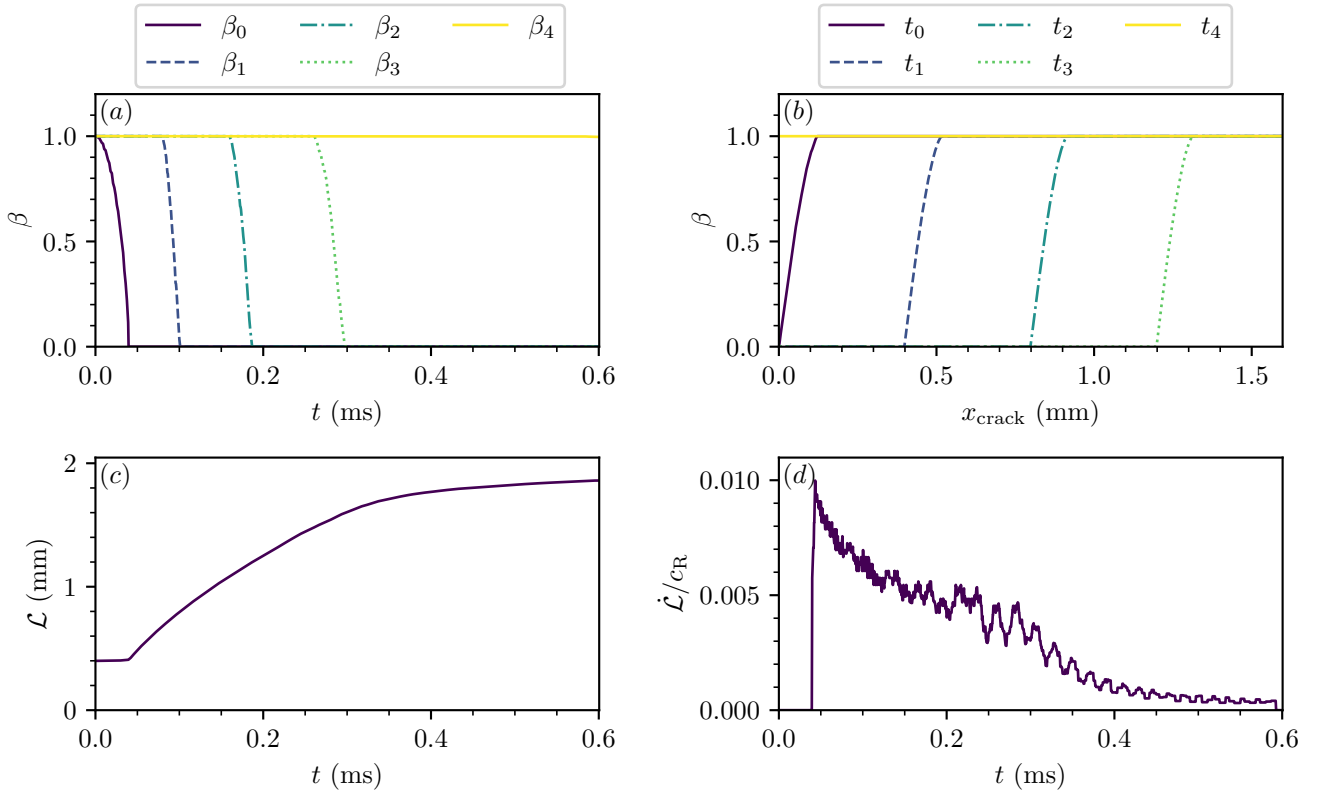 β0 β2 β4
β1 β3
t0 t2 t4
t1 t3
(a)
1.0
0.5
0.0
β
0.0 0.2 0.4 0.6
t (ms)
(b)
1.0
0.5
0.0
β
0.0 0.5 1.0 1.5
xcrack (mm)
(c)
2
1
0
ℒ (mm)
0.0 0.2 0.4 0.6
t (ms)
(d)
0.010
0.005
0.000
ℒ̇/cR
0.0 0.2 0.4 0.6
t (ms)